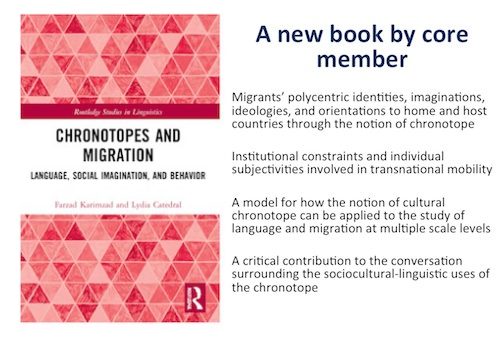 Routledge Studies in Linguistics
CHRONOTOPES AND
MIGRATION
LANGUAGE, SOCIAL IMAGINATION, AND BEHAVIOR
Farzad Karimzad and Lydia Catedral
R
A new book by core
member
Migrants' polycentric identities, imaginations,
ideologies, and orientations to home and host
countries through the notion of chronotope
Institutional constraints and individual
subjectivities involved in transnational mobility
A model for how the notion of cultural
chronotope can be applied to the study of
language and migration at multiple scale levels
A critical contribution to the conversation
surrounding the sociocultural-linguistic uses of
the chronotope